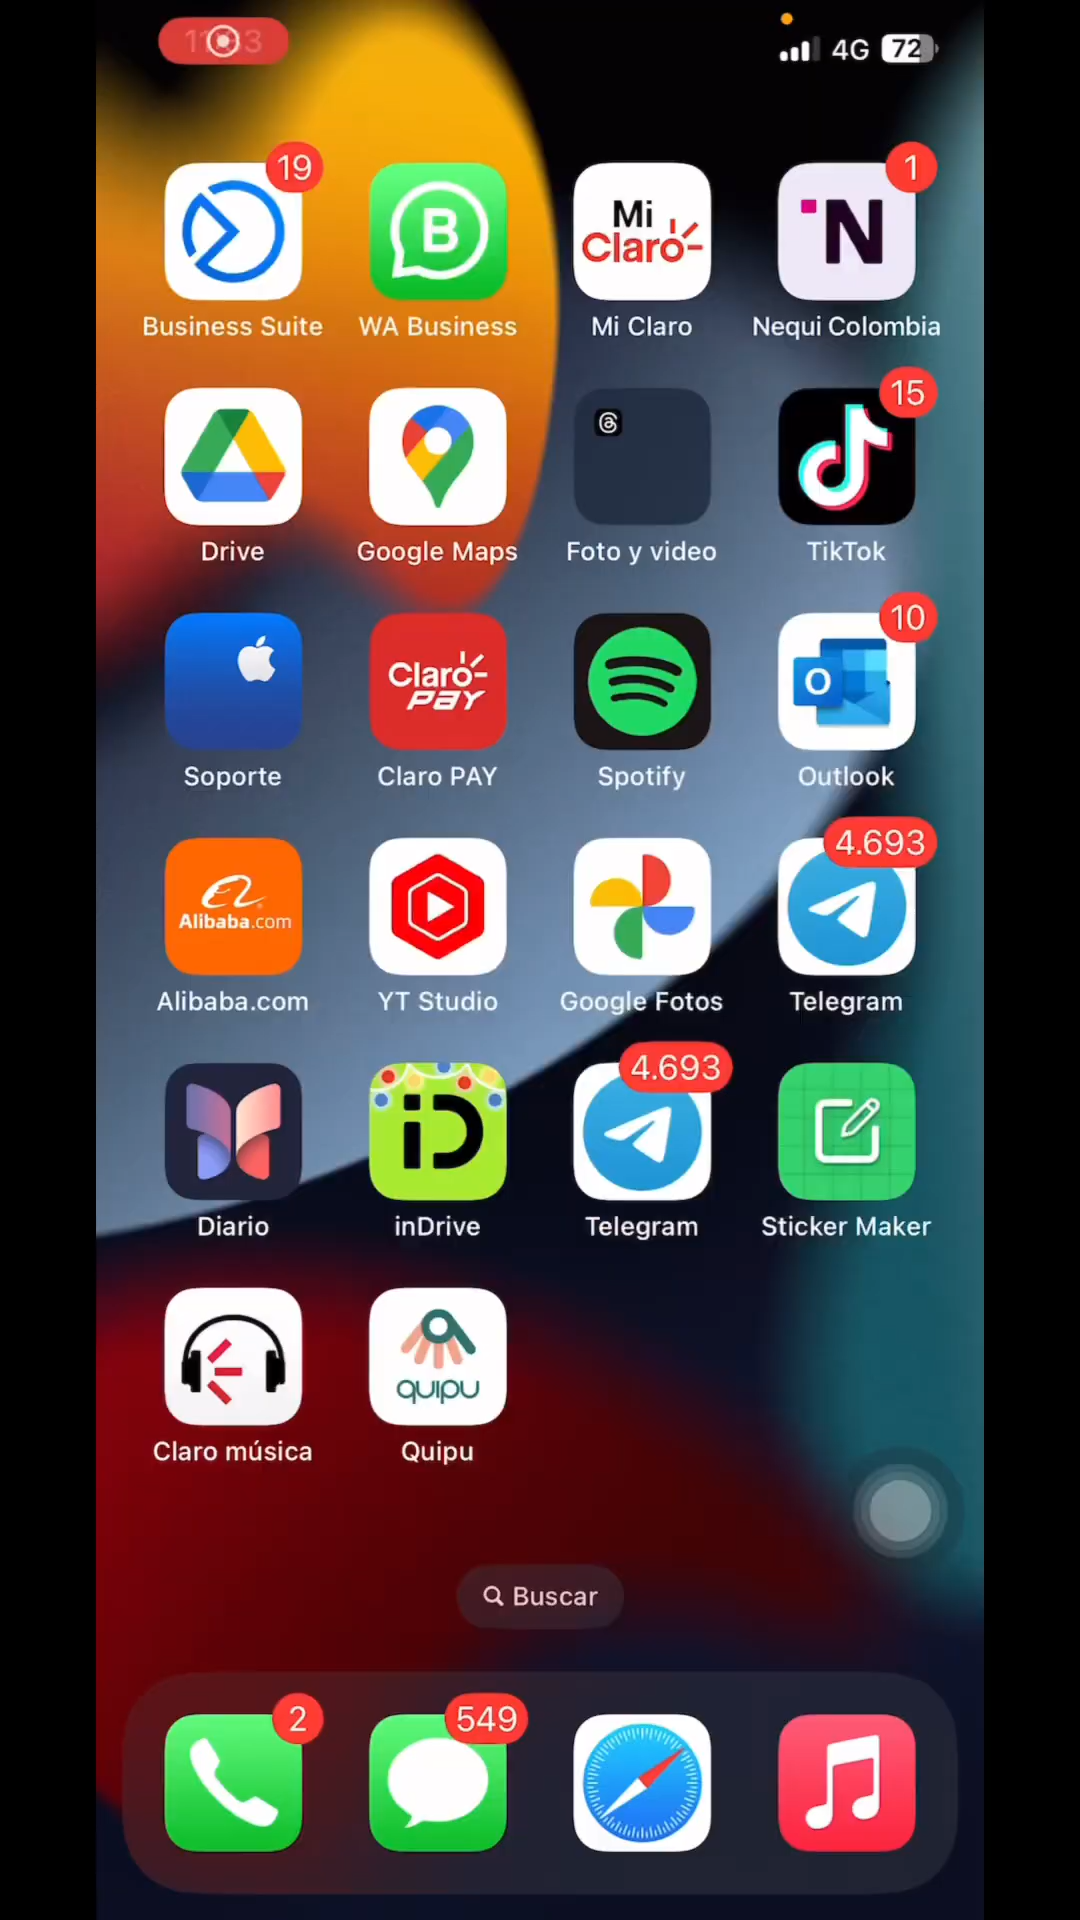 4G 72
19
1
B
Mi
Claro
N
Business Suite
WA Business
Mi Claro
Nequi Colombia
15
Drive
Google Maps
Foto y video
TikTok
10
Claro
pay
O
Soporte
Claro PAY
Spotify
Outlook
4.693
Alibaba.com
Alibaba.com
YT Studio
Google Fotos
Telegram
4.693
iD
Diario
inDrive
Telegram
Sticker Maker
quipu
Claro música
Quipu
Buscar
2
549